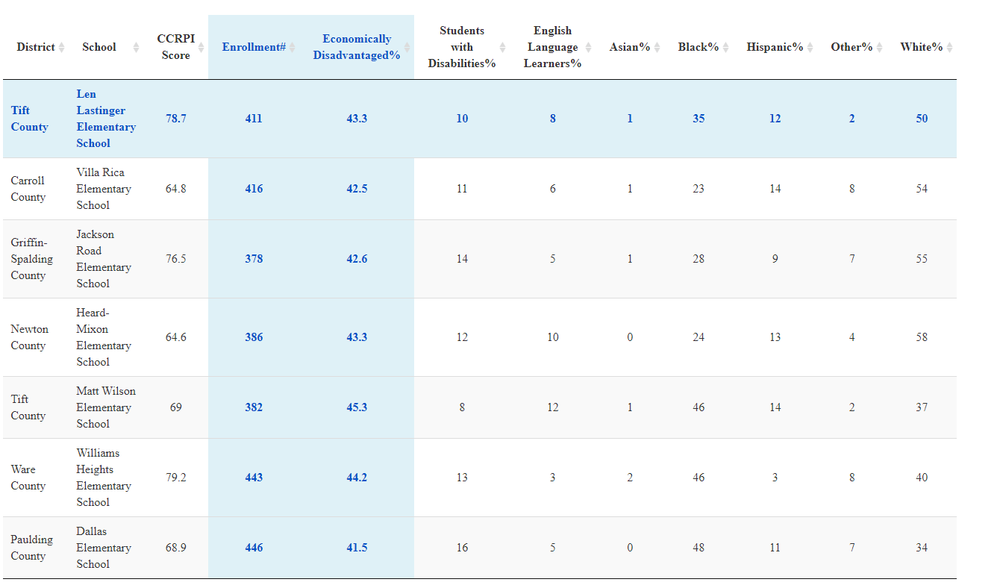 District School CCRPI Score Enrollment# Economically Disadvantaged% Students with Disabilities% English Language Learners% Asian% Black% Hispanic% Other% White%
Tift County Len Lastinger Elementary School 78.7 411 43.3 10 8 1 35 12 2 50
Carroll County Villa Rica Elementary School 64.8 416 42.5 11 6 1 23 14 8 54
Griffin-Spalding County Jackson Road Elementary School 76.5 378 42.6 14 5 1 28 9 7 55
Newton County Heard-Mixon Elementary School 64.6 386 43.3 12 10 0 24 13 4 58
Tift County Matt Wilson Elementary School 69 382 45.3 8 12 1 46 14 2 37
Ware County Williams Heights Elementary School 79.2 443 44.2 13 3 2 46 3 8 40
Paulding County Dallas Elementary School 68.9 446 41.5 16 5 0 48 11 7 34